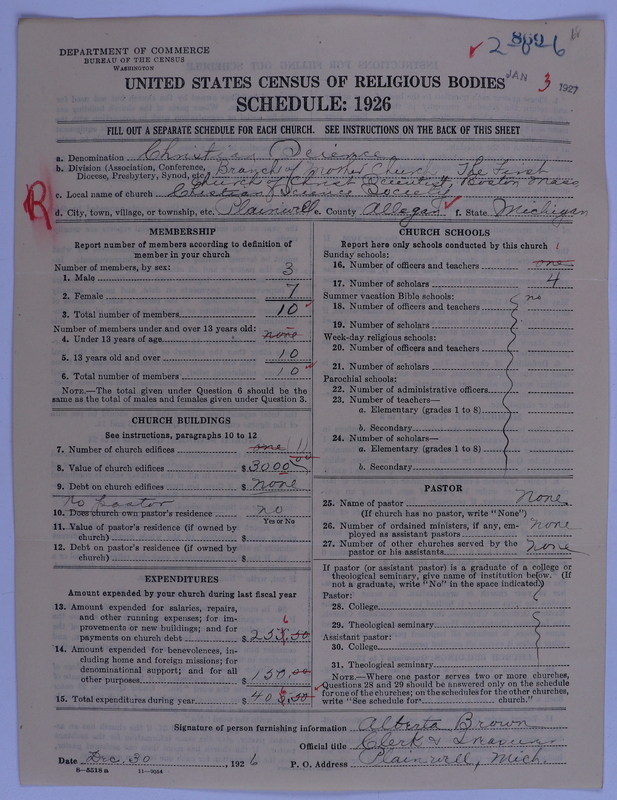 DEPARTMENT OF COMMERCE
BUREAU OF THE CENSUS
WASHINGTON
JAN 3 1927
UNITED STATES CENSUS OF RELIGIOUS BODIES
SCHEDULE: 1926
FILL OUT A SEPARATE SCHEDULE FOR EACH CHURCH. SEE INSTRUCTIONS ON THE BACK OF THIS SHEET
a. Denomination Christian Science
b. Division (Association, Conference, Branch of Mother Church The First
Diocese, Presbytery, Synod, etc. Church of Christ Scientist, Boston Mass
c. Local name of church Christian Science Society
d. City, town, village, or township, etc. Plainwell e. County Allegan f. State Michigan
R
MEMBERSHIP
Report number of members according to definition of
member in your church
Number of members, by sex:
1. Male 3
2. Female 7
3. Total number of members 10
Number of members under and over 13 years old:
4. Under 13 years of age none
5. 13 years old and over 10
6. Total number of members 10
NOTE.—The total given under Question 6 should be
same as the total of males and females given under Question 3.
CHURCH BUILDINGS
See instructions, paragraphs 10 to 12
7. Number of church edifices one 1
8. Value of church edifices $ 3000
9. Debt on church edifices $ none
No Pastor
10. Does church own pastor's residence? no
Yes or No
11. Value of pastor's residence (if owned by
church) $
12. Debt on pastor's residence (if owned by
church) $
EXPENDITURES
Amount expended by your church during last fiscal year
13. Amount expended for salaries, repairs,
and other running expenses; for im-
provements or new buildings; and for
payments on church debt $ 253.50
14. Amount expended for benevolences, in-
cluding home and foreign missions; for
denominational support; and for all
other purposes $ 150.00
15. Total expenditures during year $ 403.50
CHURCH SCHOOLS
Report here only schools conducted by this church
Sunday schools:
16. Number of officers and teachers one 1
17. Number of scholars 4
Summer vacation Bible schools: no
18. Number of officers and teachers
19. Number of scholars
Week-day religious schools:
20. Number of officers and teachers
21. Number of scholars
Parochial schools:
22. Number of administrative officers
23. Number of teachers—
a. Elementary (grades 1 to 8)
b. Secondary
24. Number of scholars—
a. Elementary (grades 1 to 8)
b. Secondary
PASTOR
25. Name of pastor None
(If church has no pastor, write "None")
26. Number of ordained ministers, if any, em-
ployed as assistant pastors none
27. Number of other churches served by the
pastor or his assistants none
If pastor (or assistant pastor) is a graduate of a college or
theological seminary, give name of institution below. (If
not a graduate, write "No" in the space indicated)
Pastor:
28. College
29. Theological seminary
Assistant pastor:
30. College
31. Theological seminary
NOTE.—Where one pastor serves two or more churches,
Questions 28 and 29 should be answered only on the schedule
for one of the churches; on the schedules for the other churches,
write "See schedule for church."
Signature of person furnishing information Alberta Brown
Official title Clerk &
Date Dec. 30, 1926 P. O. Address Plainwell, Mich.
8—5518a 11—9054